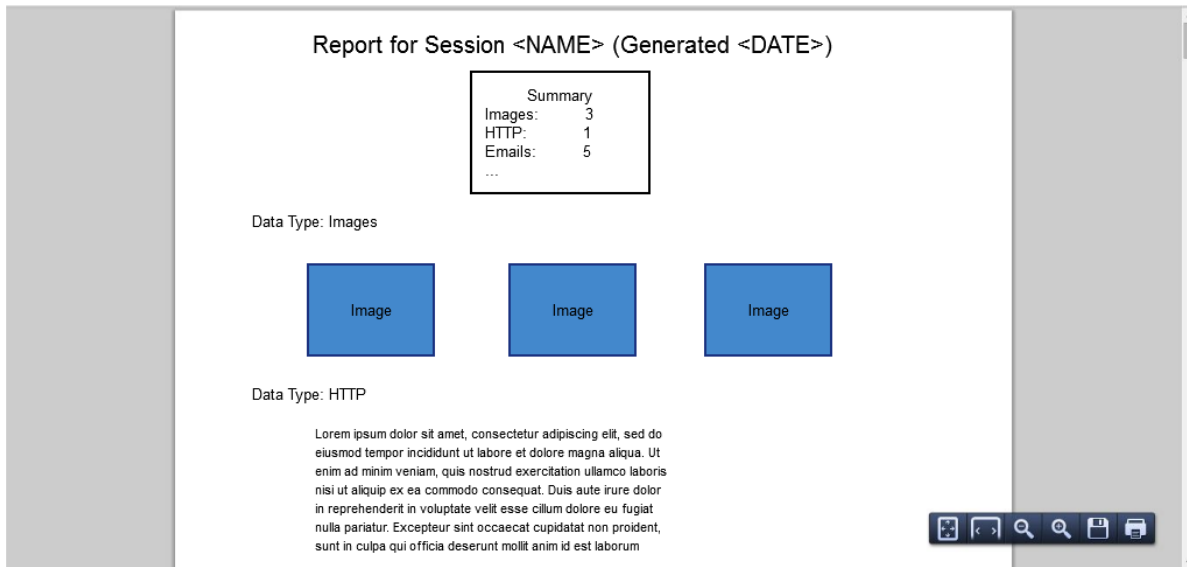 Report for Session <NAME> (Generated <DATE>)
Summary
Images: 3
HTTP: 1
Emails: 5
...
Data Type: Images
Image Image Image
Data Type: HTTP
Lorem ipsum dolor sit amet, consectetur adipiscing elit, sed do
eiusmod tempor incididunt ut labore et dolore magna aliqua. Ut
enim ad minim veniam, quis nostrud exercitation ullamco laboris
nisi ut aliquip ex ea commodo consequat. Duis aute irure dolor
in reprehenderit in voluptate velit esse cillum dolore eu fugiat
nulla pariatur. Excepteur sint occaecat cupidatat non proident,
sunt in culpa qui officia deserunt mollit anim id est laborum